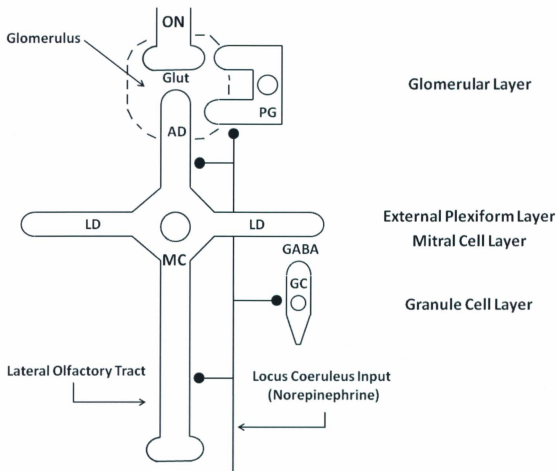 ON
Glomerulus
Glut
Glomerular Layer
PG
AD
External Plexiform Layer
LD
LD
Mitral Cell Layer
GABA
MC
GC
Granule Cell Layer
Lateral Olfactory Tract
Locus Coeruleus Input
(Norepinephrine)